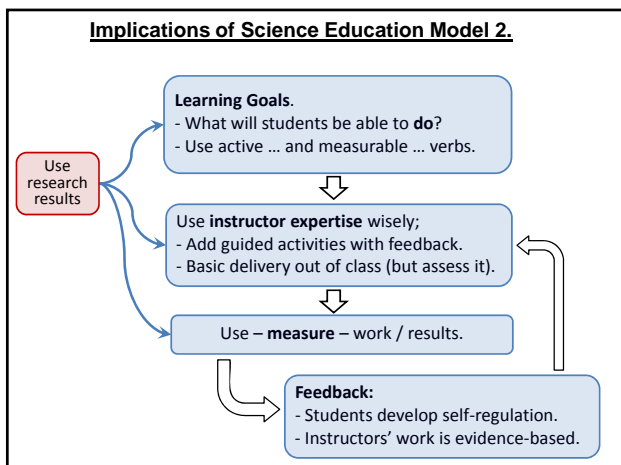 Implications of Science Education Model 2.
Learning Goals.
- What will students be able to do?
- Use active ... and measurable ... verbs.
Use
research
results
Use instructor expertise wisely;
- Add guided activities with feedback.
- Basic delivery out of class (but assess it).
Use – measure – work / results.
Feedback:
- Students develop self-regulation.
- Instructors’ work is evidence-based.